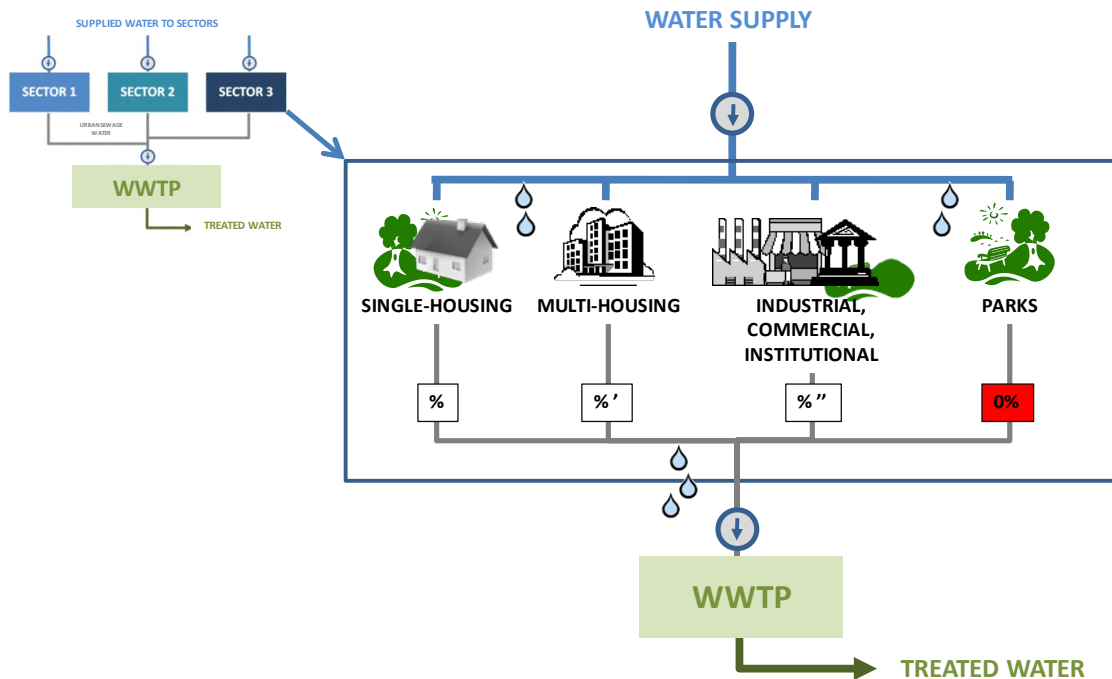 SUPPLIED WATER TO SECTORS
SECTOR 1
SECTOR 2
SECTOR 3
URBAN SEWAGE
WATER
WWTP
TREATED WATER
WATER SUPPLY
SINGLE-HOUSING
MULTI-HOUSING
INDUSTRIAL,
COMMERCIAL,
INSTITUTIONAL
PARKS
%
% '
% ''
0%
WWTP
TREATED WATER